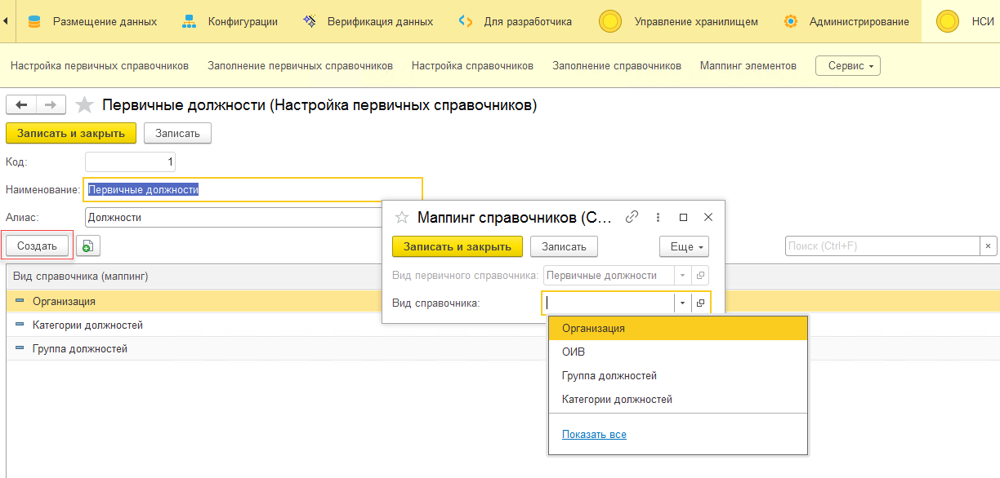 Размещение данных Конфигурации Верификация данных Для разработчика Управление хранилищем Администрирование НСИ
Настройка первичных справочников Заполнение первичных справочников Настройка справочников Заполнение справочников Маппинг элементов Сервис
Первичные должности (Настройка первичных справочников)
Записать и закрыть Записать
Код: 1
Наименование: Первичные должности
Алиас: Должности
Создать Поиск (Ctrl+F) ×
Вид справочника (маппинг)
Организация
Категории должностей
Группа должностей
Маппинг справочников (С...
Записать и закрыть Записать Еще
Вид первичного справочника: Первичные должности
Вид справочника:
Организация
ОИВ
Группа должностей
Категории должностей
Показать все